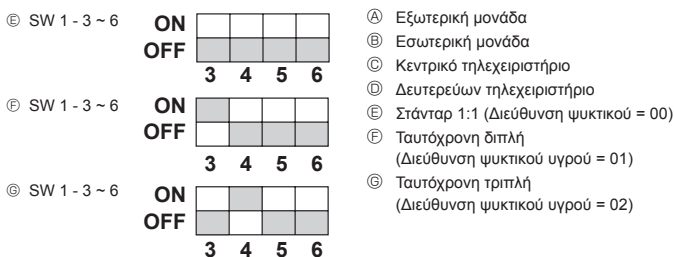 Ⓔ SW 1 - 3 ~ 6
ON
OFF
3 4 5 6
Ⓕ SW 1 - 3 ~ 6
ON
OFF
3 4 5 6
Ⓖ SW 1 - 3 ~ 6
ON
OFF
3 4 5 6
Ⓐ Εξωτερική μονάδα
Ⓑ Εσωτερική μονάδα
Ⓒ Κεντρικό τηλεχειριστήριο
Ⓓ Δευτερεύων τηλεχειριστήριο
Ⓔ Στάνταρ 1:1 (Διεύθυνση ψυκτικού = 00)
Ⓕ Ταυτόχρονη διπλή
(Διεύθυνση ψυκτικού υγρού = 01)
Ⓖ Ταυτόχρονη τριπλή
(Διεύθυνση ψυκτικού υγρού = 02)